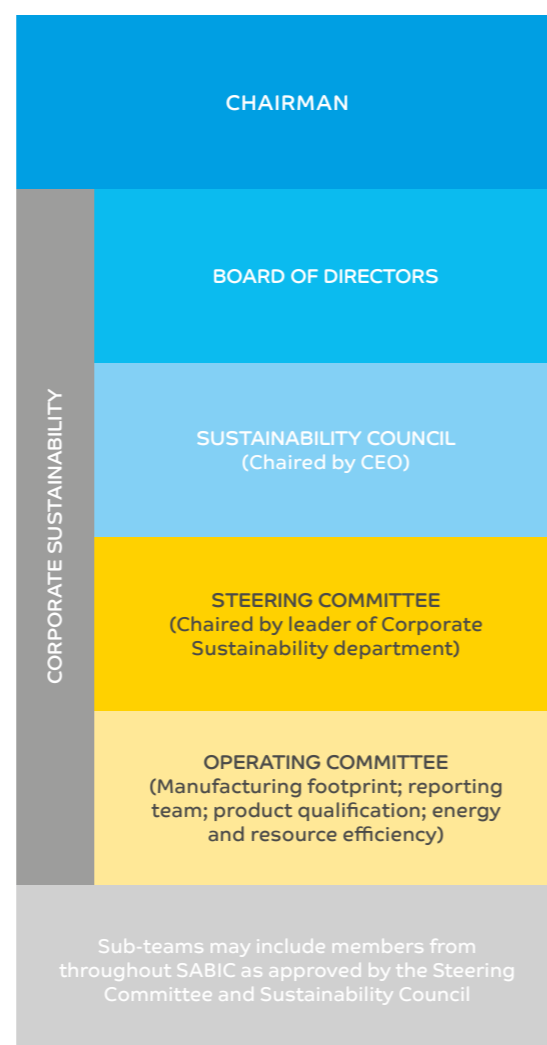 CHAIRMAN
BOARD OF DIRECTORS
CORPORATE SUSTAINABILITY
SUSTAINABILITY COUNCIL
(Chaired by CEO)
STEERING COMMITTEE
(Chaired by leader of Corporate
Sustainability department)
OPERATING COMMITTEE
(Manufacturing footprint; reporting
team; product qualification; energy
and resource efficiency)
Sub-teams may include members from
throughout SABIC as approved by the Steering
Committee and Sustainability Council